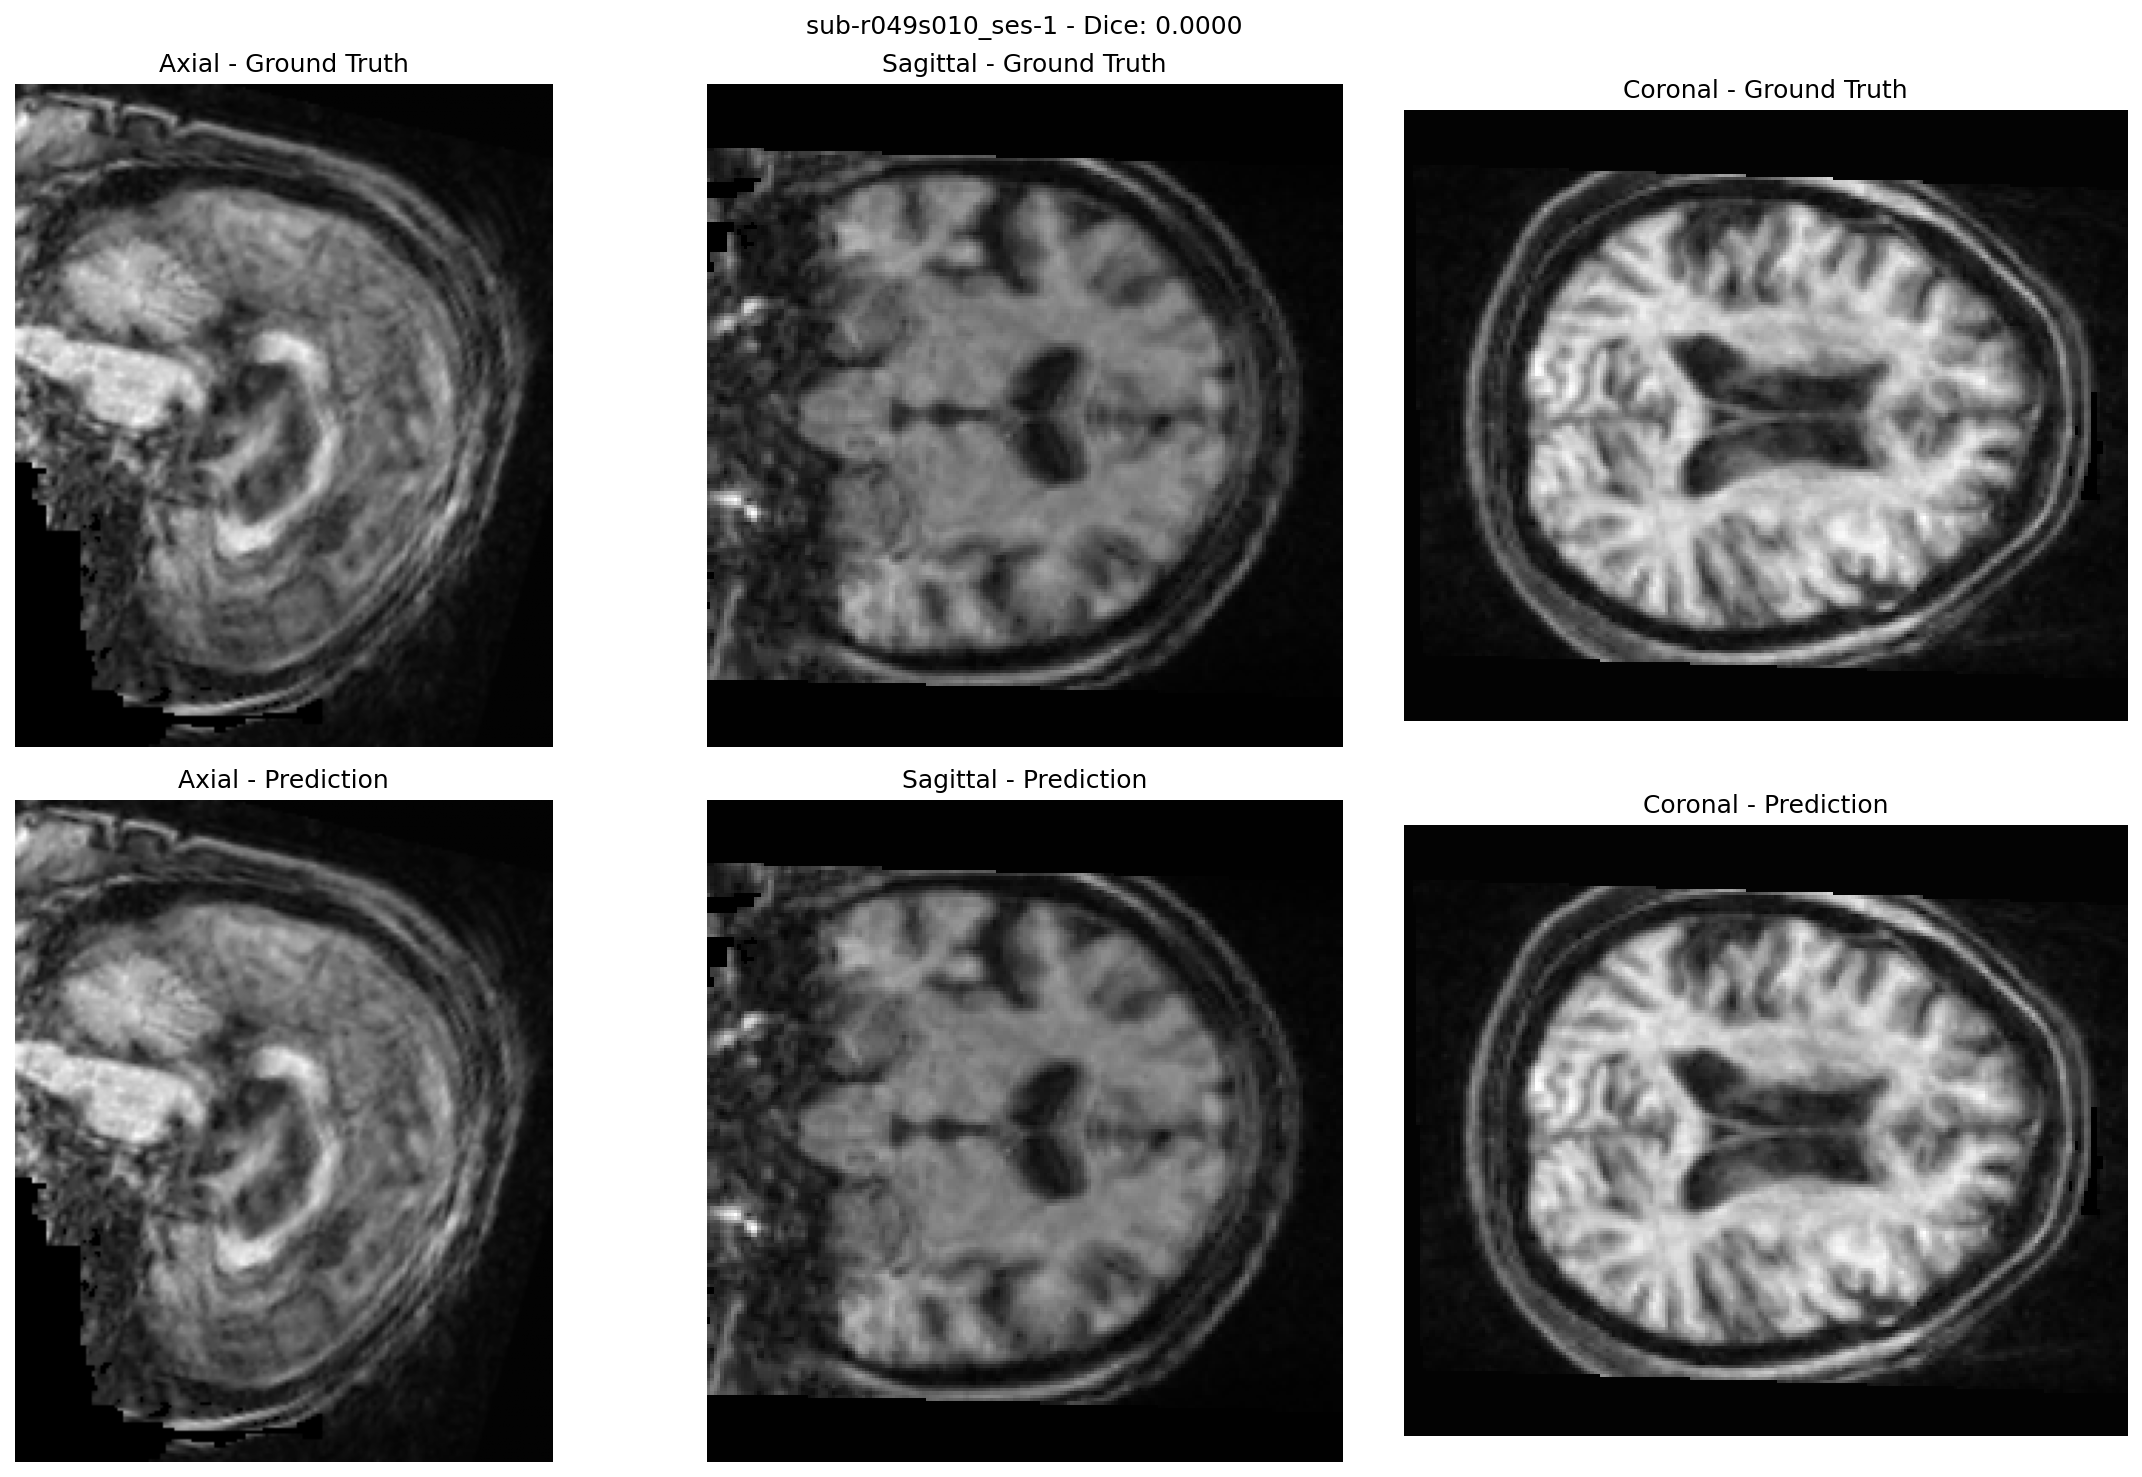 sub-r049s010_ses-1 - Dice: 0.0000
Axial - Ground Truth
Sagittal - Ground Truth
Coronal - Ground Truth
Axial - Prediction
Sagittal - Prediction
Coronal - Prediction